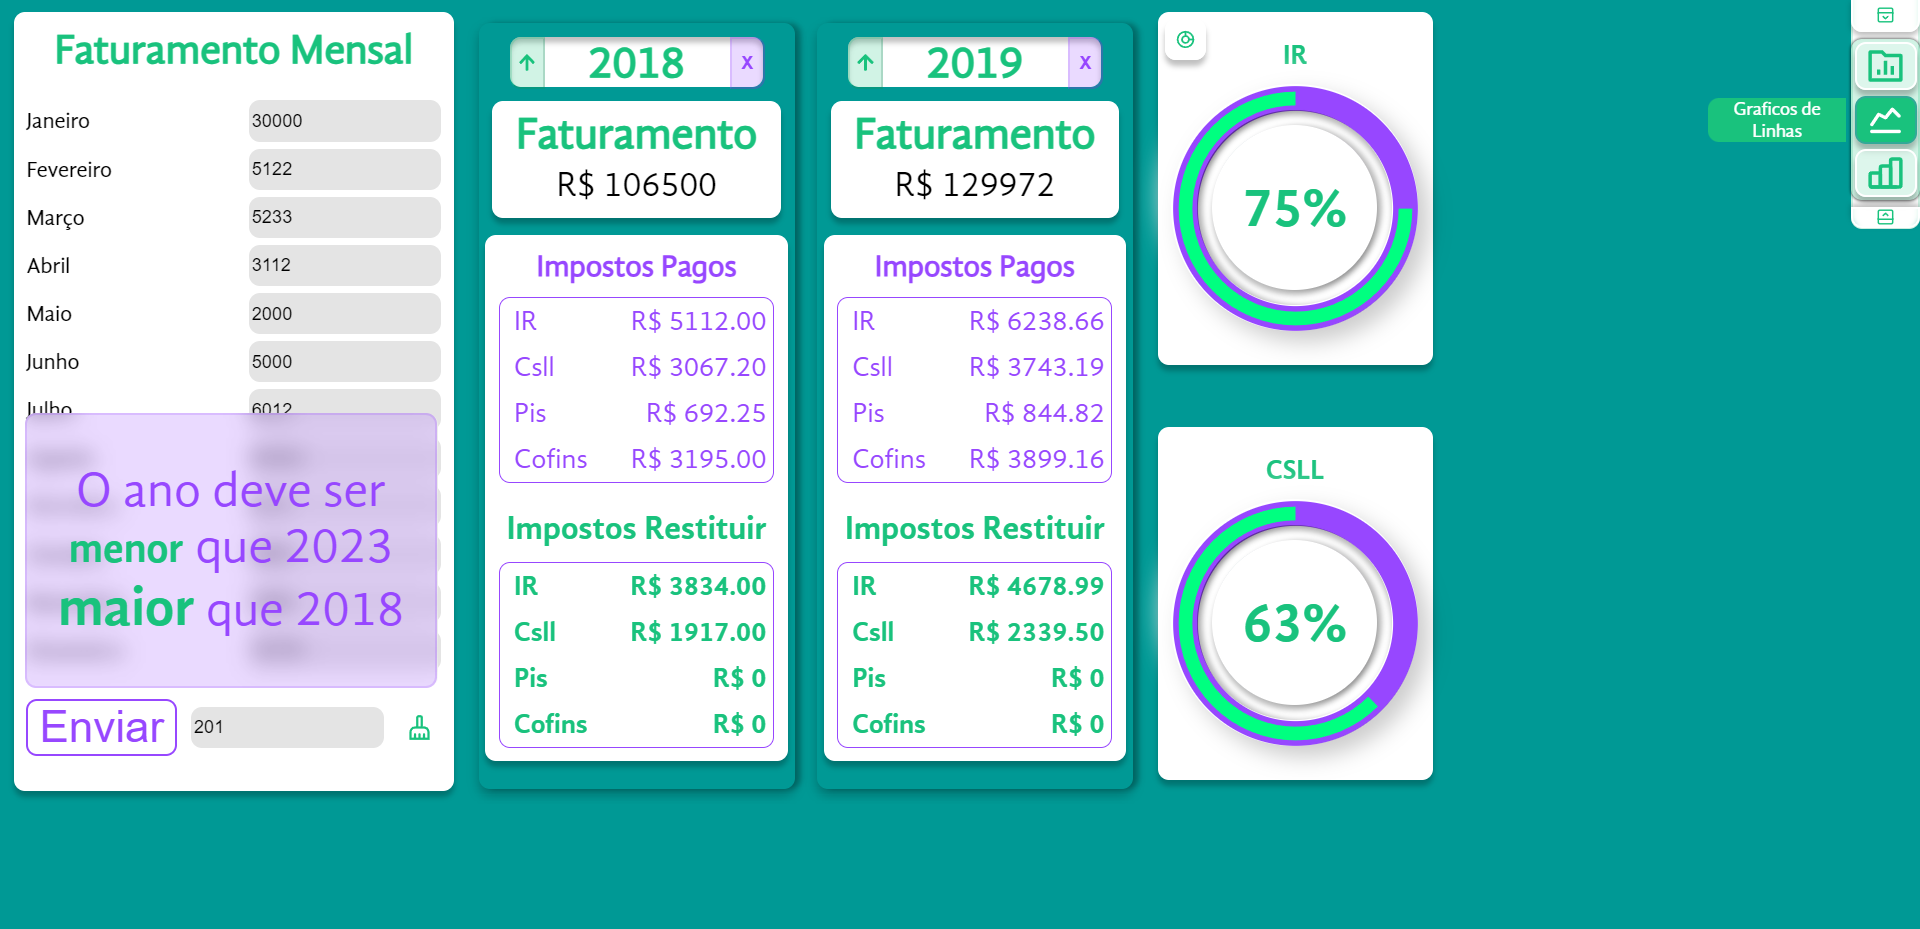 Faturamento Mensal
Janeiro 30000
Fevereiro 5122
Março 5233
Abril 3112
Maio 2000
Junho 5000
Julho 6012
O ano deve ser
menor que 2023
maior que 2018
Enviar 201
2018 X
Faturamento
R$ 106500
Impostos Pagos
IR R$ 5112.00
Csll R$ 3067.20
Pis R$ 692.25
Cofins R$ 3195.00
Impostos Restituir
IR R$ 3834.00
Csll R$ 1917.00
Pis R$ 0
Cofins R$ 0
2019 X
Faturamento
R$ 129972
Impostos Pagos
IR R$ 6238.66
Csll R$ 3743.19
Pis R$ 844.82
Cofins R$ 3899.16
Impostos Restituir
IR R$ 4678.99
Csll R$ 2339.50
Pis R$ 0
Cofins R$ 0
IR
75%
CSLL
63%
Graficos de
Linhas